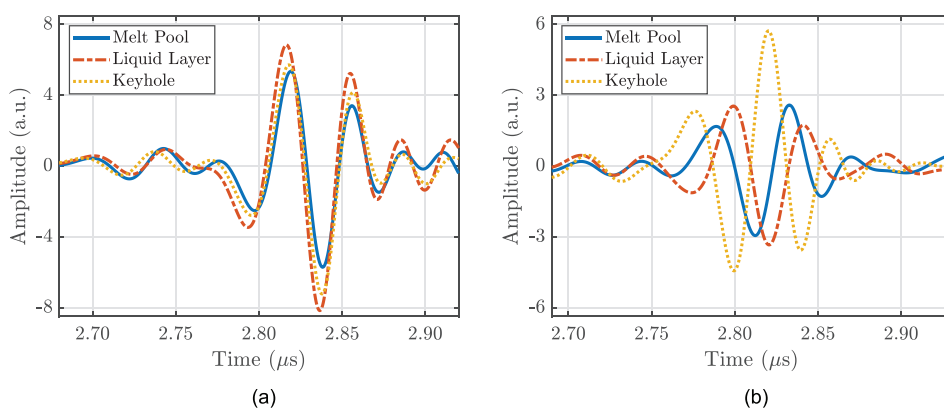 8
4
0
-4
-8
Amplitude (a.u.)
Melt Pool
Liquid Layer
Keyhole
2.70
2.75
2.80
2.85
2.90
Time (μs)
(a)
6
3
0
-3
-6
Amplitude (a.u.)
Melt Pool
Liquid Layer
Keyhole
2.70
2.75
2.80
2.85
2.90
Time (μs)
(b)